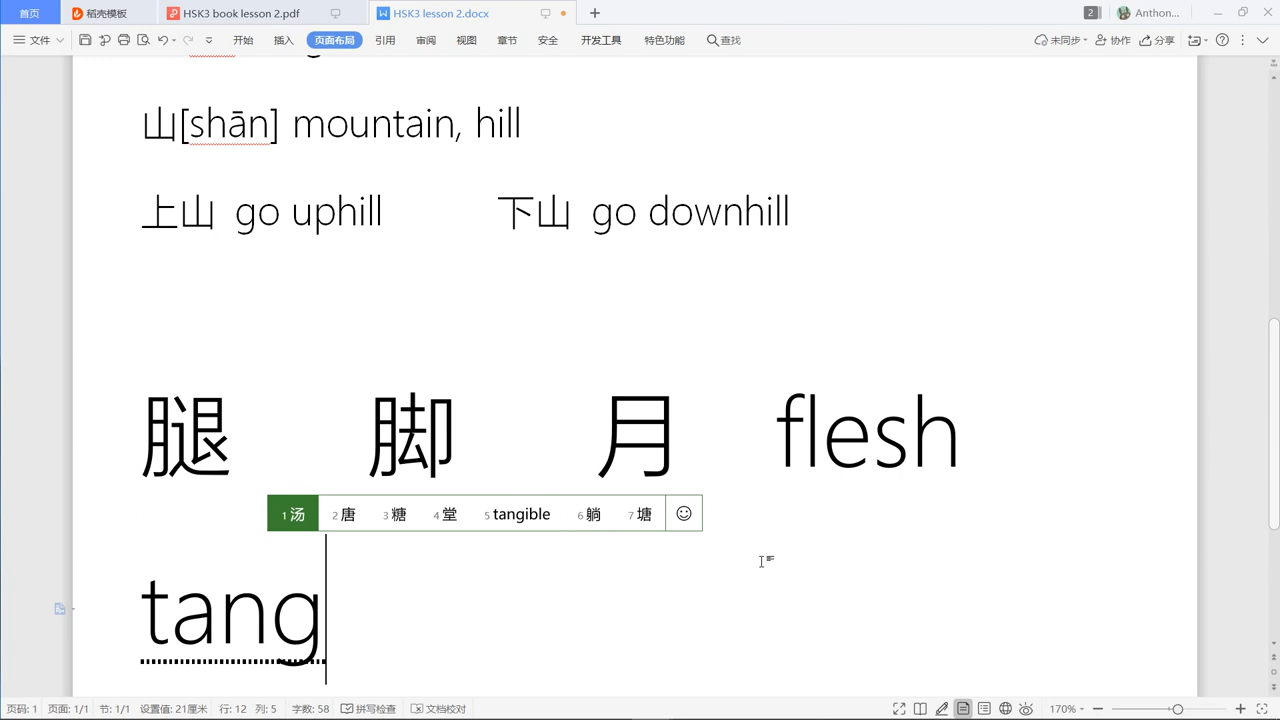 首页 稻壳模板 HSK3 book lesson 2.pdf HSK3 lesson 2.docx 2 Anthon...
文件 开始 插入 页面布局 引用 审阅 视图 章节 安全 开发工具 特色功能 查找 未同步 协作 分享
山[shān] mountain, hill
上山 go uphill 下山 go downhill
腿 脚 月 flesh
1 汤 2 唐 3 糖 4 堂 5 tangible 6 躺 7 塘
tang
页码: 1 页面: 1/1 节: 1/1 设置值: 21厘米 行: 12 列: 5 字数: 58 拼写检查 文档校对 170%